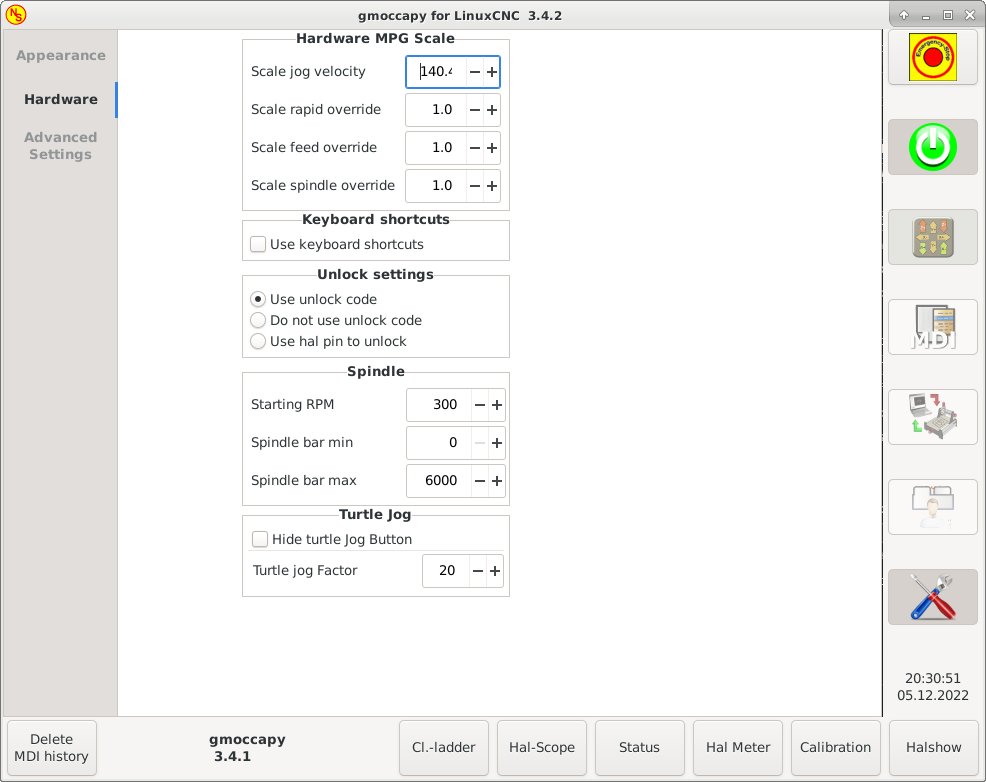 NS
gmoccapy for LinuxCNC 3.4.2
Appearance
Hardware
Advanced
Settings
Hardware MPG Scale
Scale jog velocity 140.4
Scale rapid override 1.0
Scale feed override 1.0
Scale spindle override 1.0
Keyboard shortcuts
Use keyboard shortcuts
Unlock settings
Use unlock code
Do not use unlock code
Use hal pin to unlock
Spindle
Starting RPM 300
Spindle bar min 0
Spindle bar max 6000
Turtle Jog
Hide turtle Jog Button
Turtle jog Factor 20
Emergency-Stop
MDI
20:30:51
05.12.2022
Delete
MDI history
gmoccapy
3.4.1
Cl.-ladder
Hal-Scope
Status
Hal Meter
Calibration
Halshow